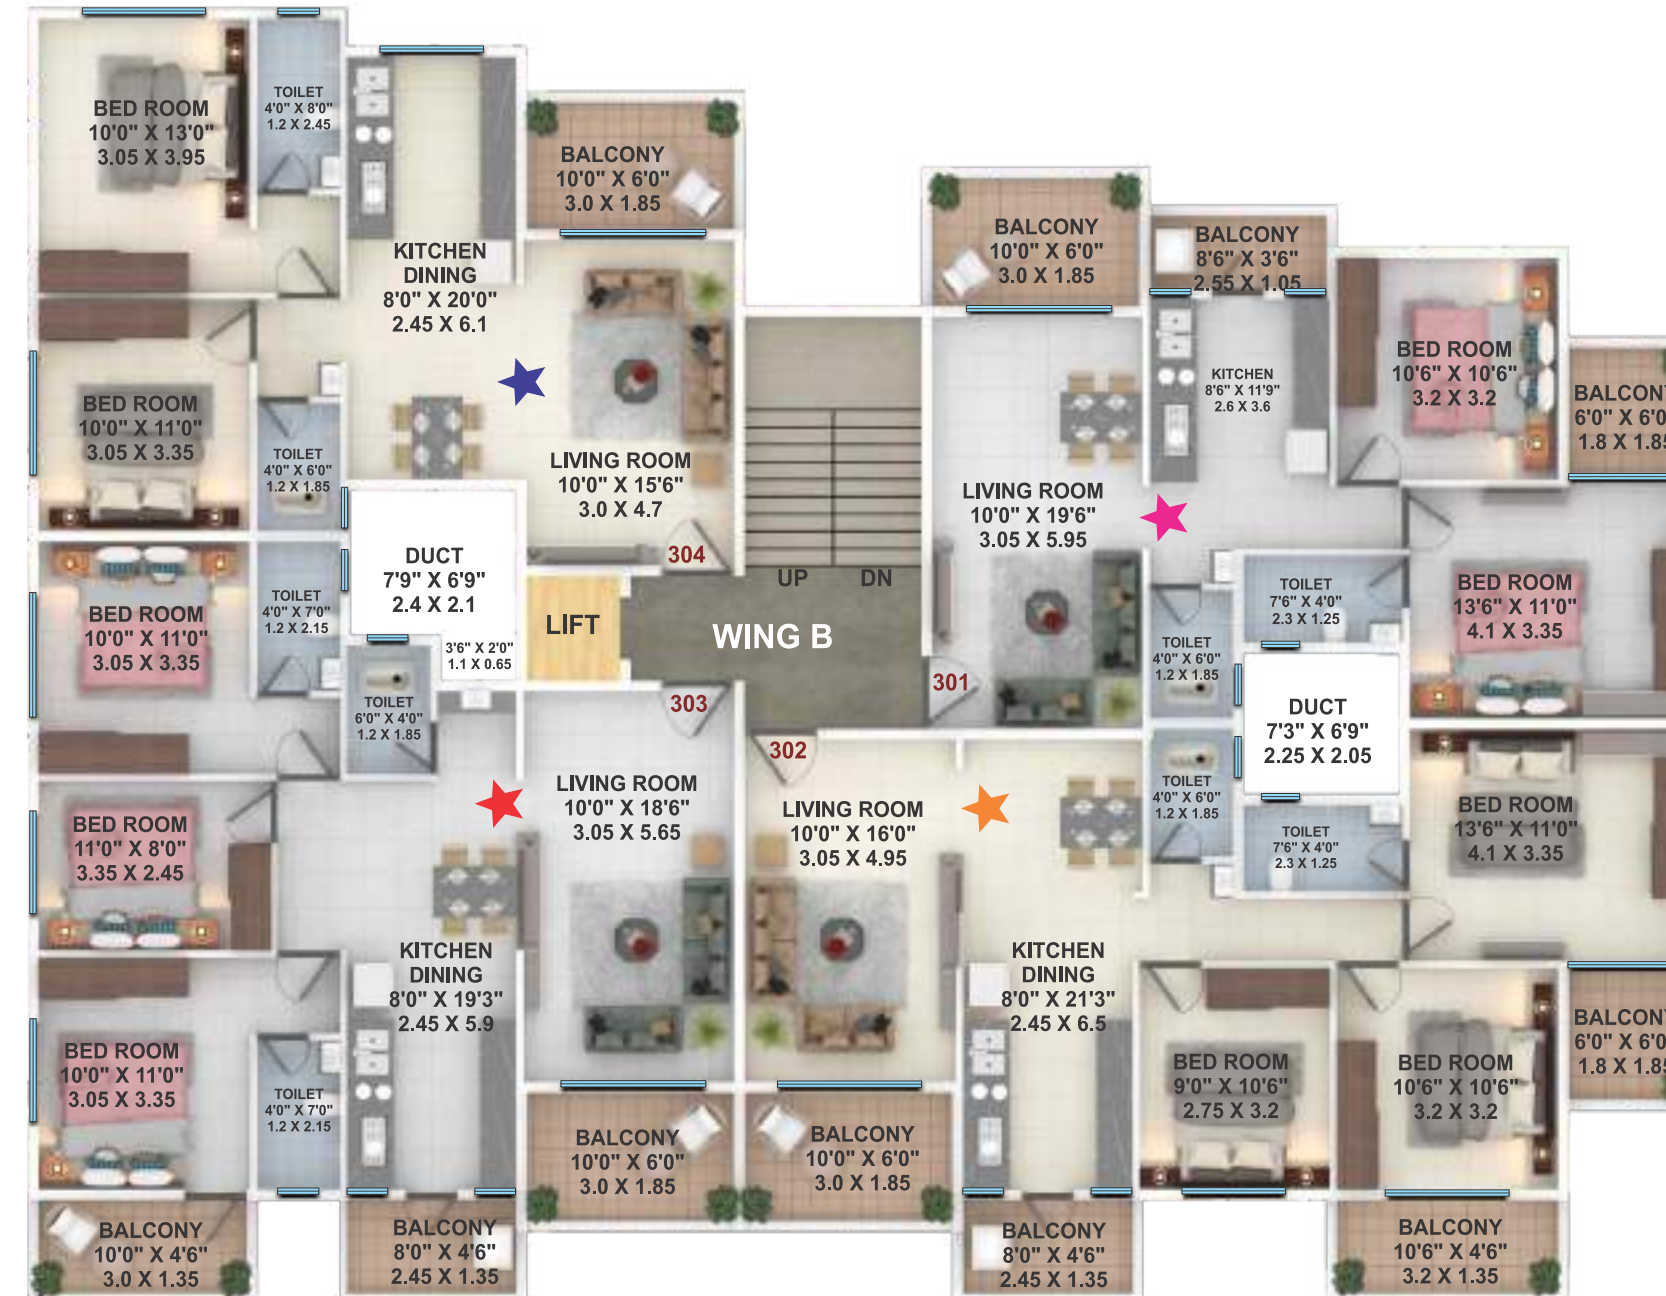 BED ROOM
10'0" X 13'0"
3.05 X 3.95
TOILET
4'0" X 8'0"
1.2 X 2.45
KITCHEN
DINING
8'0" X 20'0"
2.45 X 6.1
BALCONY
10'0" X 6'0"
3.0 X 1.85
BED ROOM
10'0" X 11'0"
3.05 X 3.35
TOILET
4'0" X 6'0"
1.2 X 1.85
LIVING ROOM
10'0" X 15'6"
3.0 X 4.7
304
DUCT
7'9" X 6'9"
2.4 X 2.1
3'6" X 2'0"
1.1 X 0.65
LIFT
UP
DN
WING B
BALCONY
10'0" X 6'0"
3.0 X 1.85
BALCONY
8'6" X 3'6"
2.55 X 1.05
KITCHEN
8'6" X 11'9"
2.6 X 3.6
BED ROOM
10'6" X 10'6"
3.2 X 3.2
BALCONY
6'0" X 6'0
1.8 X 1.85
LIVING ROOM
10'0" X 19'6"
3.05 X 5.95
301
TOILET
7'6" X 4'0"
2.3 X 1.25
TOILET
4'0" X 6'0"
1.2 X 1.85
BED ROOM
13'6" X 11'0"
4.1 X 3.35
DUCT
7'3" X 6'9"
2.25 X 2.05
BED ROOM
10'0" X 11'0"
3.05 X 3.35
TOILET
4'0" X 7'0"
1.2 X 2.15
TOILET
6'0" X 4'0"
1.2 X 1.85
303
LIVING ROOM
10'0" X 18'6"
3.05 X 5.65
BED ROOM
11'0" X 8'0"
3.35 X 2.45
KITCHEN
DINING
8'0" X 19'3"
2.45 X 5.9
BED ROOM
10'0" X 11'0"
3.05 X 3.35
TOILET
4'0" X 7'0"
1.2 X 2.15
BALCONY
10'0" X 6'0"
3.0 X 1.85
BALCONY
10'0" X 4'6"
3.0 X 1.35
BALCONY
8'0" X 4'6"
2.45 X 1.35
302
LIVING ROOM
10'0" X 16'0"
3.05 X 4.95
TOILET
4'0" X 6'0"
1.2 X 1.85
TOILET
7'6" X 4'0"
2.3 X 1.25
BED ROOM
13'6" X 11'0"
4.1 X 3.35
KITCHEN
DINING
8'0" X 21'3"
2.45 X 6.5
BED ROOM
9'0" X 10'6"
2.75 X 3.2
BED ROOM
10'6" X 10'6"
3.2 X 3.2
BALCONY
6'0" X 6'0
1.8 X 1.85
BALCONY
10'0" X 6'0"
3.0 X 1.85
BALCONY
8'0" X 4'6"
2.45 X 1.35
BALCONY
10'6" X 4'6"
3.2 X 1.35